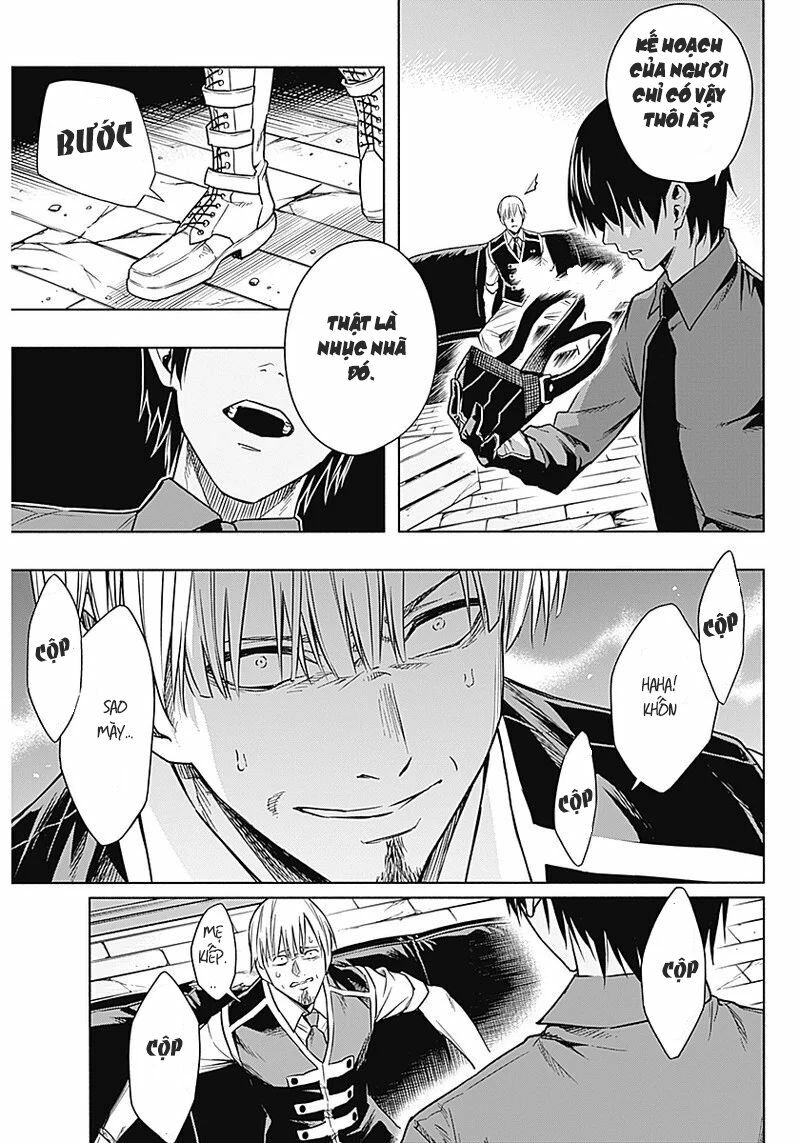 KẾ HOẠCH
CỦA NGƯƠI
CHỈ CÓ VẬY
THÔI À?
BƯỚC
THẬT LÀ
NHỤC NHÃ
ĐÓ.
CỘP
HAHA!
KHỐN
CỘP
SAO
MÀY...
CỘP
CỘP
MẸ
KIẾP.
CỘP